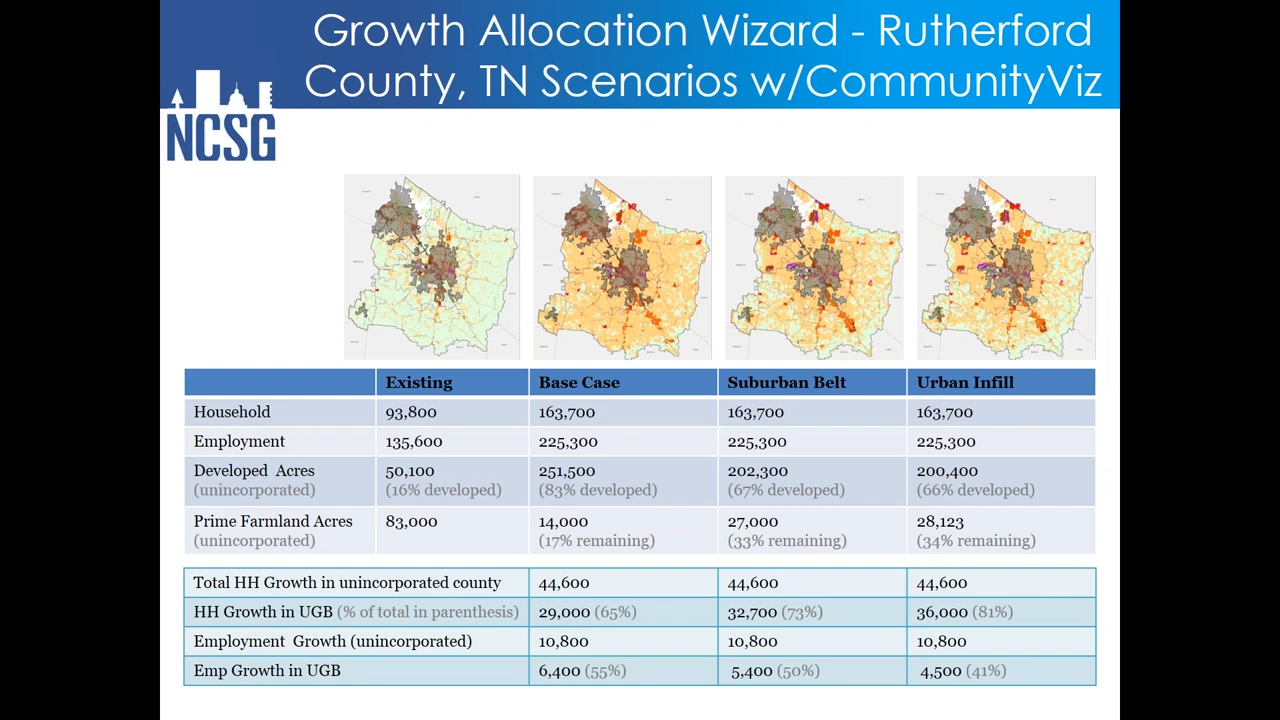 Growth Allocation Wizard - Rutherford
County, TN Scenarios w/CommunityViz
NCSG
Existing Base Case Suburban Belt Urban Infill
Household 93,800 163,700 163,700 163,700
Employment 135,600 225,300 225,300 225,300
Developed Acres 50,100 251,500 202,300 200,400
(unincorporated) (16% developed) (83% developed) (67% developed) (66% developed)
Prime Farmland Acres 83,000 14,000 27,000 28,123
(unincorporated) (17% remaining) (33% remaining) (34% remaining)
Total HH Growth in unincorporated county 44,600 44,600 44,600
HH Growth in UGB (% of total in parenthesis) 29,000 (65%) 32,700 (73%) 36,000 (81%)
Employment Growth (unincorporated) 10,800 10,800 10,800
Emp Growth in UGB 6,400 (55%) 5,400 (50%) 4,500 (41%)